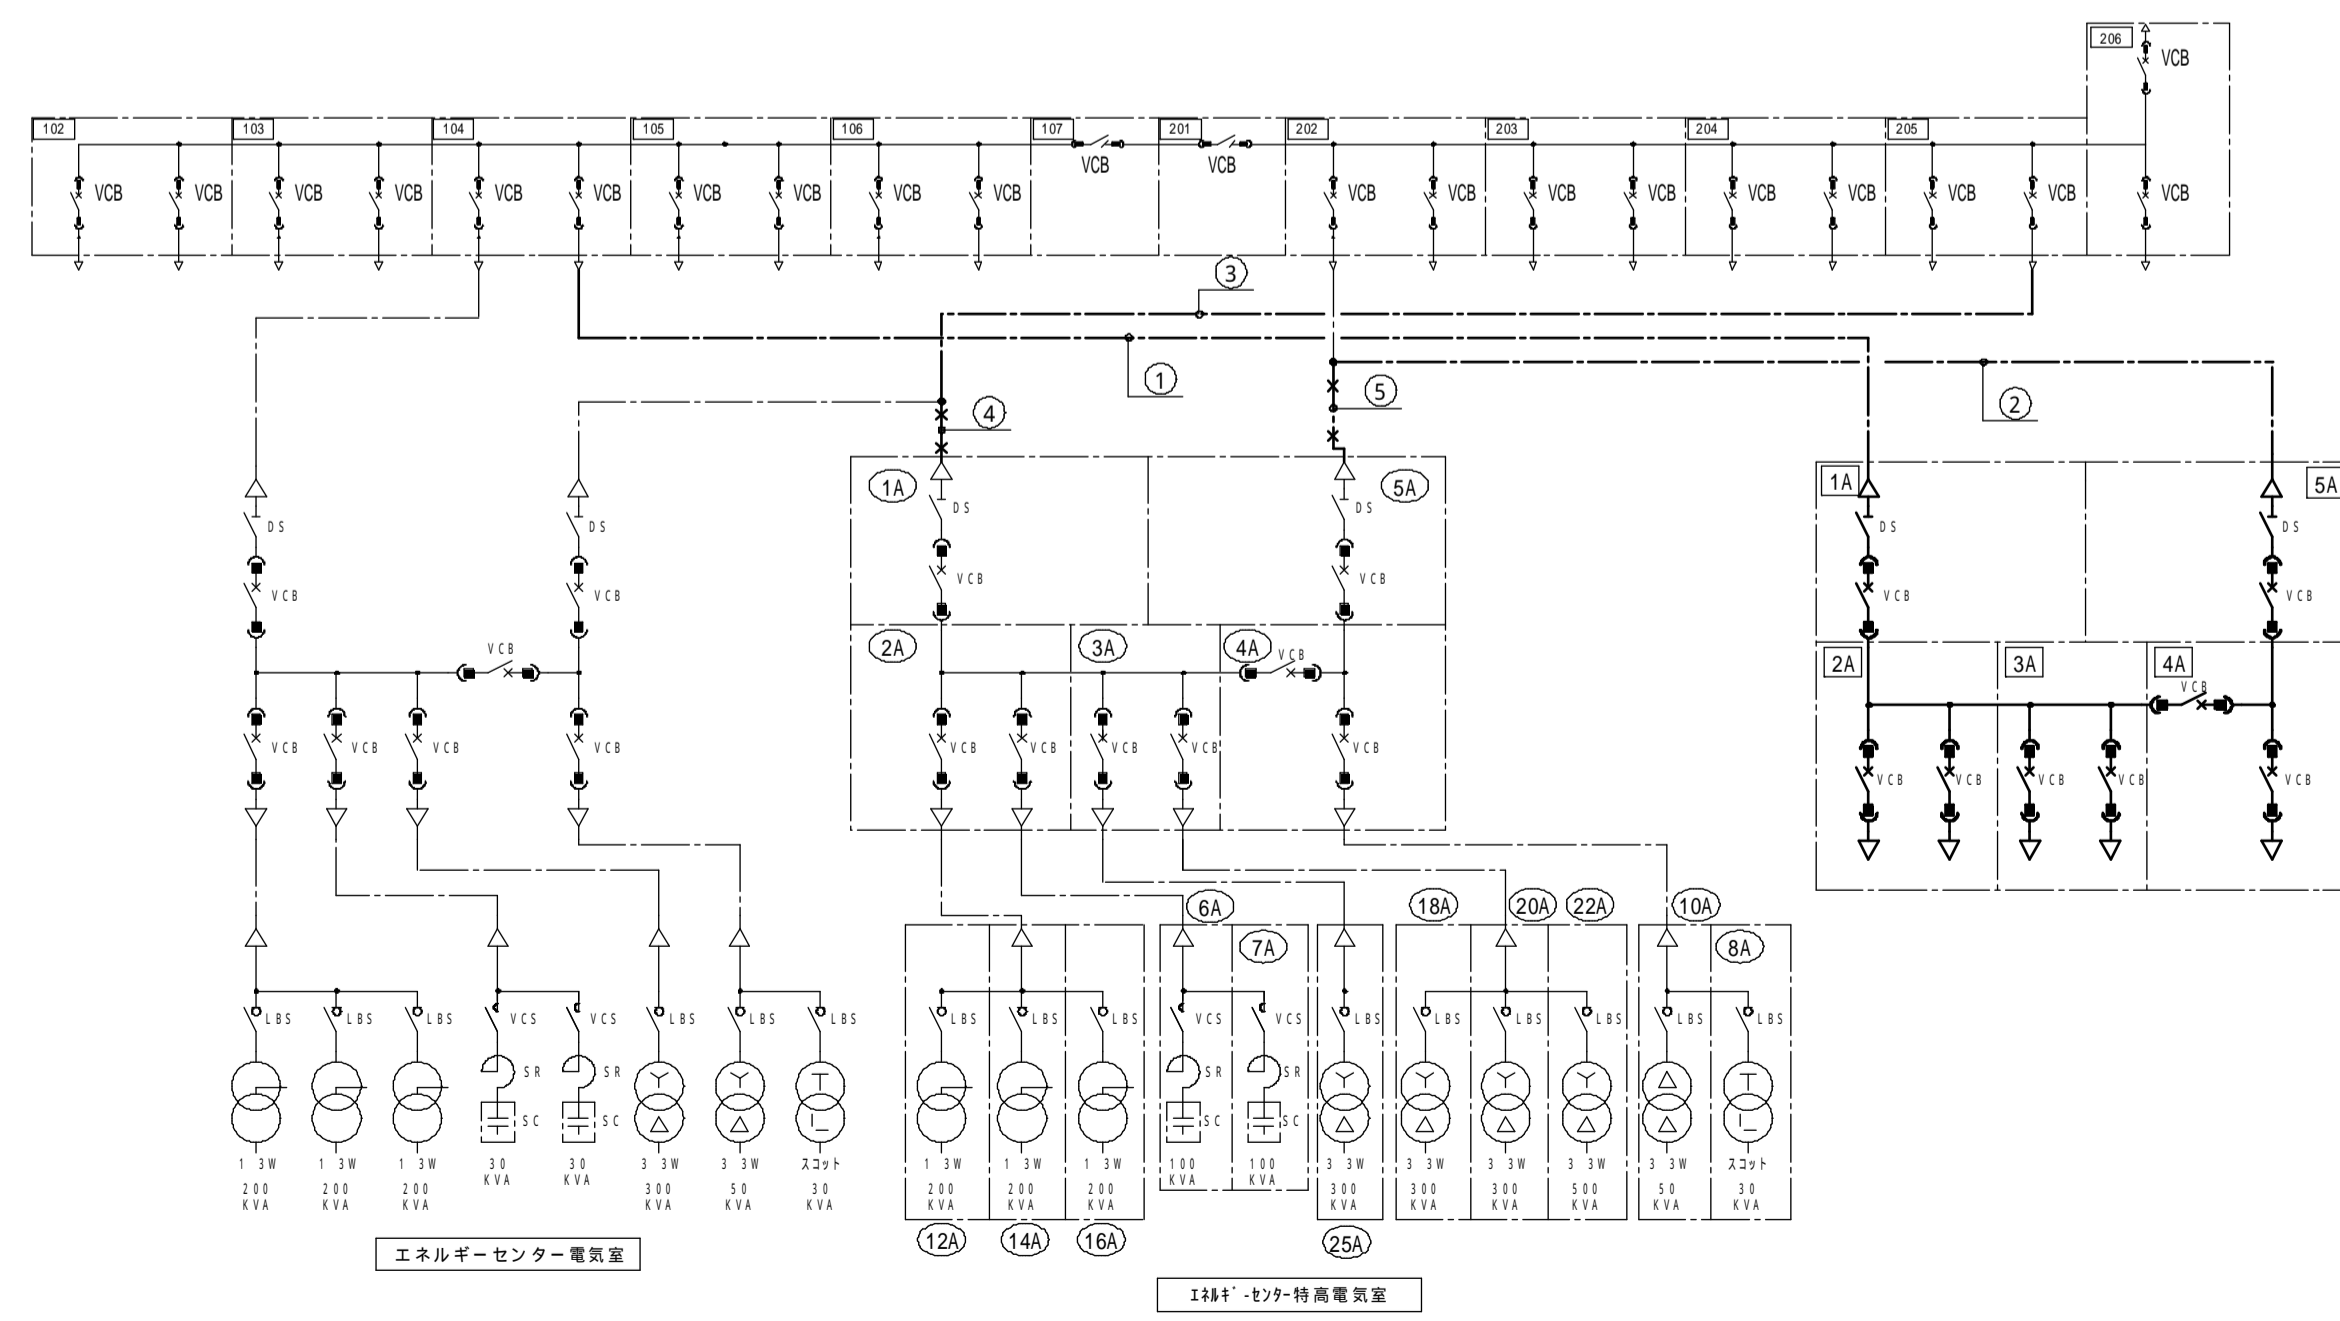 206
VCB
102 103 104 105 106 107 201 202 203 204 205
VCB VCB
VCB VCB VCB VCB VCB VCB VCB VCB VCB VCB VCB VCB VCB VCB VCB VCB VCB VCB VCB
3
1
5
2
4
1A 5A 1A 5A
DS DS
DS DS DS DS
VCB VCB
VCB VCB VCB VCB
2A 3A 4A 2A 3A 4A
VCB VCB
VCB
VCB VCB VCB VCB VCB VCB VCB VCB VCB
VCB VCB VCB VCB VCB
6A 18A 20A 22A 10A
7A 8A
LBS LBS LBS VCS VCS LBS LBS LBS LBS LBS LBS VCS VCS LBS LBS LBS LBS LBS LBS
SR SR SR SR
SC SC SC SC
1 3W 1 3W 1 3W 30 30 3 3W 3 3W スコット 1 3W 1 3W 1 3W 100 100 3 3W 3 3W 3 3W 3 3W 3 3W スコット
KVA KVA KVA KVA
200 200 200 300 50 30 200 200 200 300 300 300 500 50 30
KVA KVA KVA KVA KVA KVA KVA KVA KVA KVA KVA KVA KVA KVA KVA
12A 14A 16A 25A
エネルギーセンター電気室
エネルギ-センター特高電気室